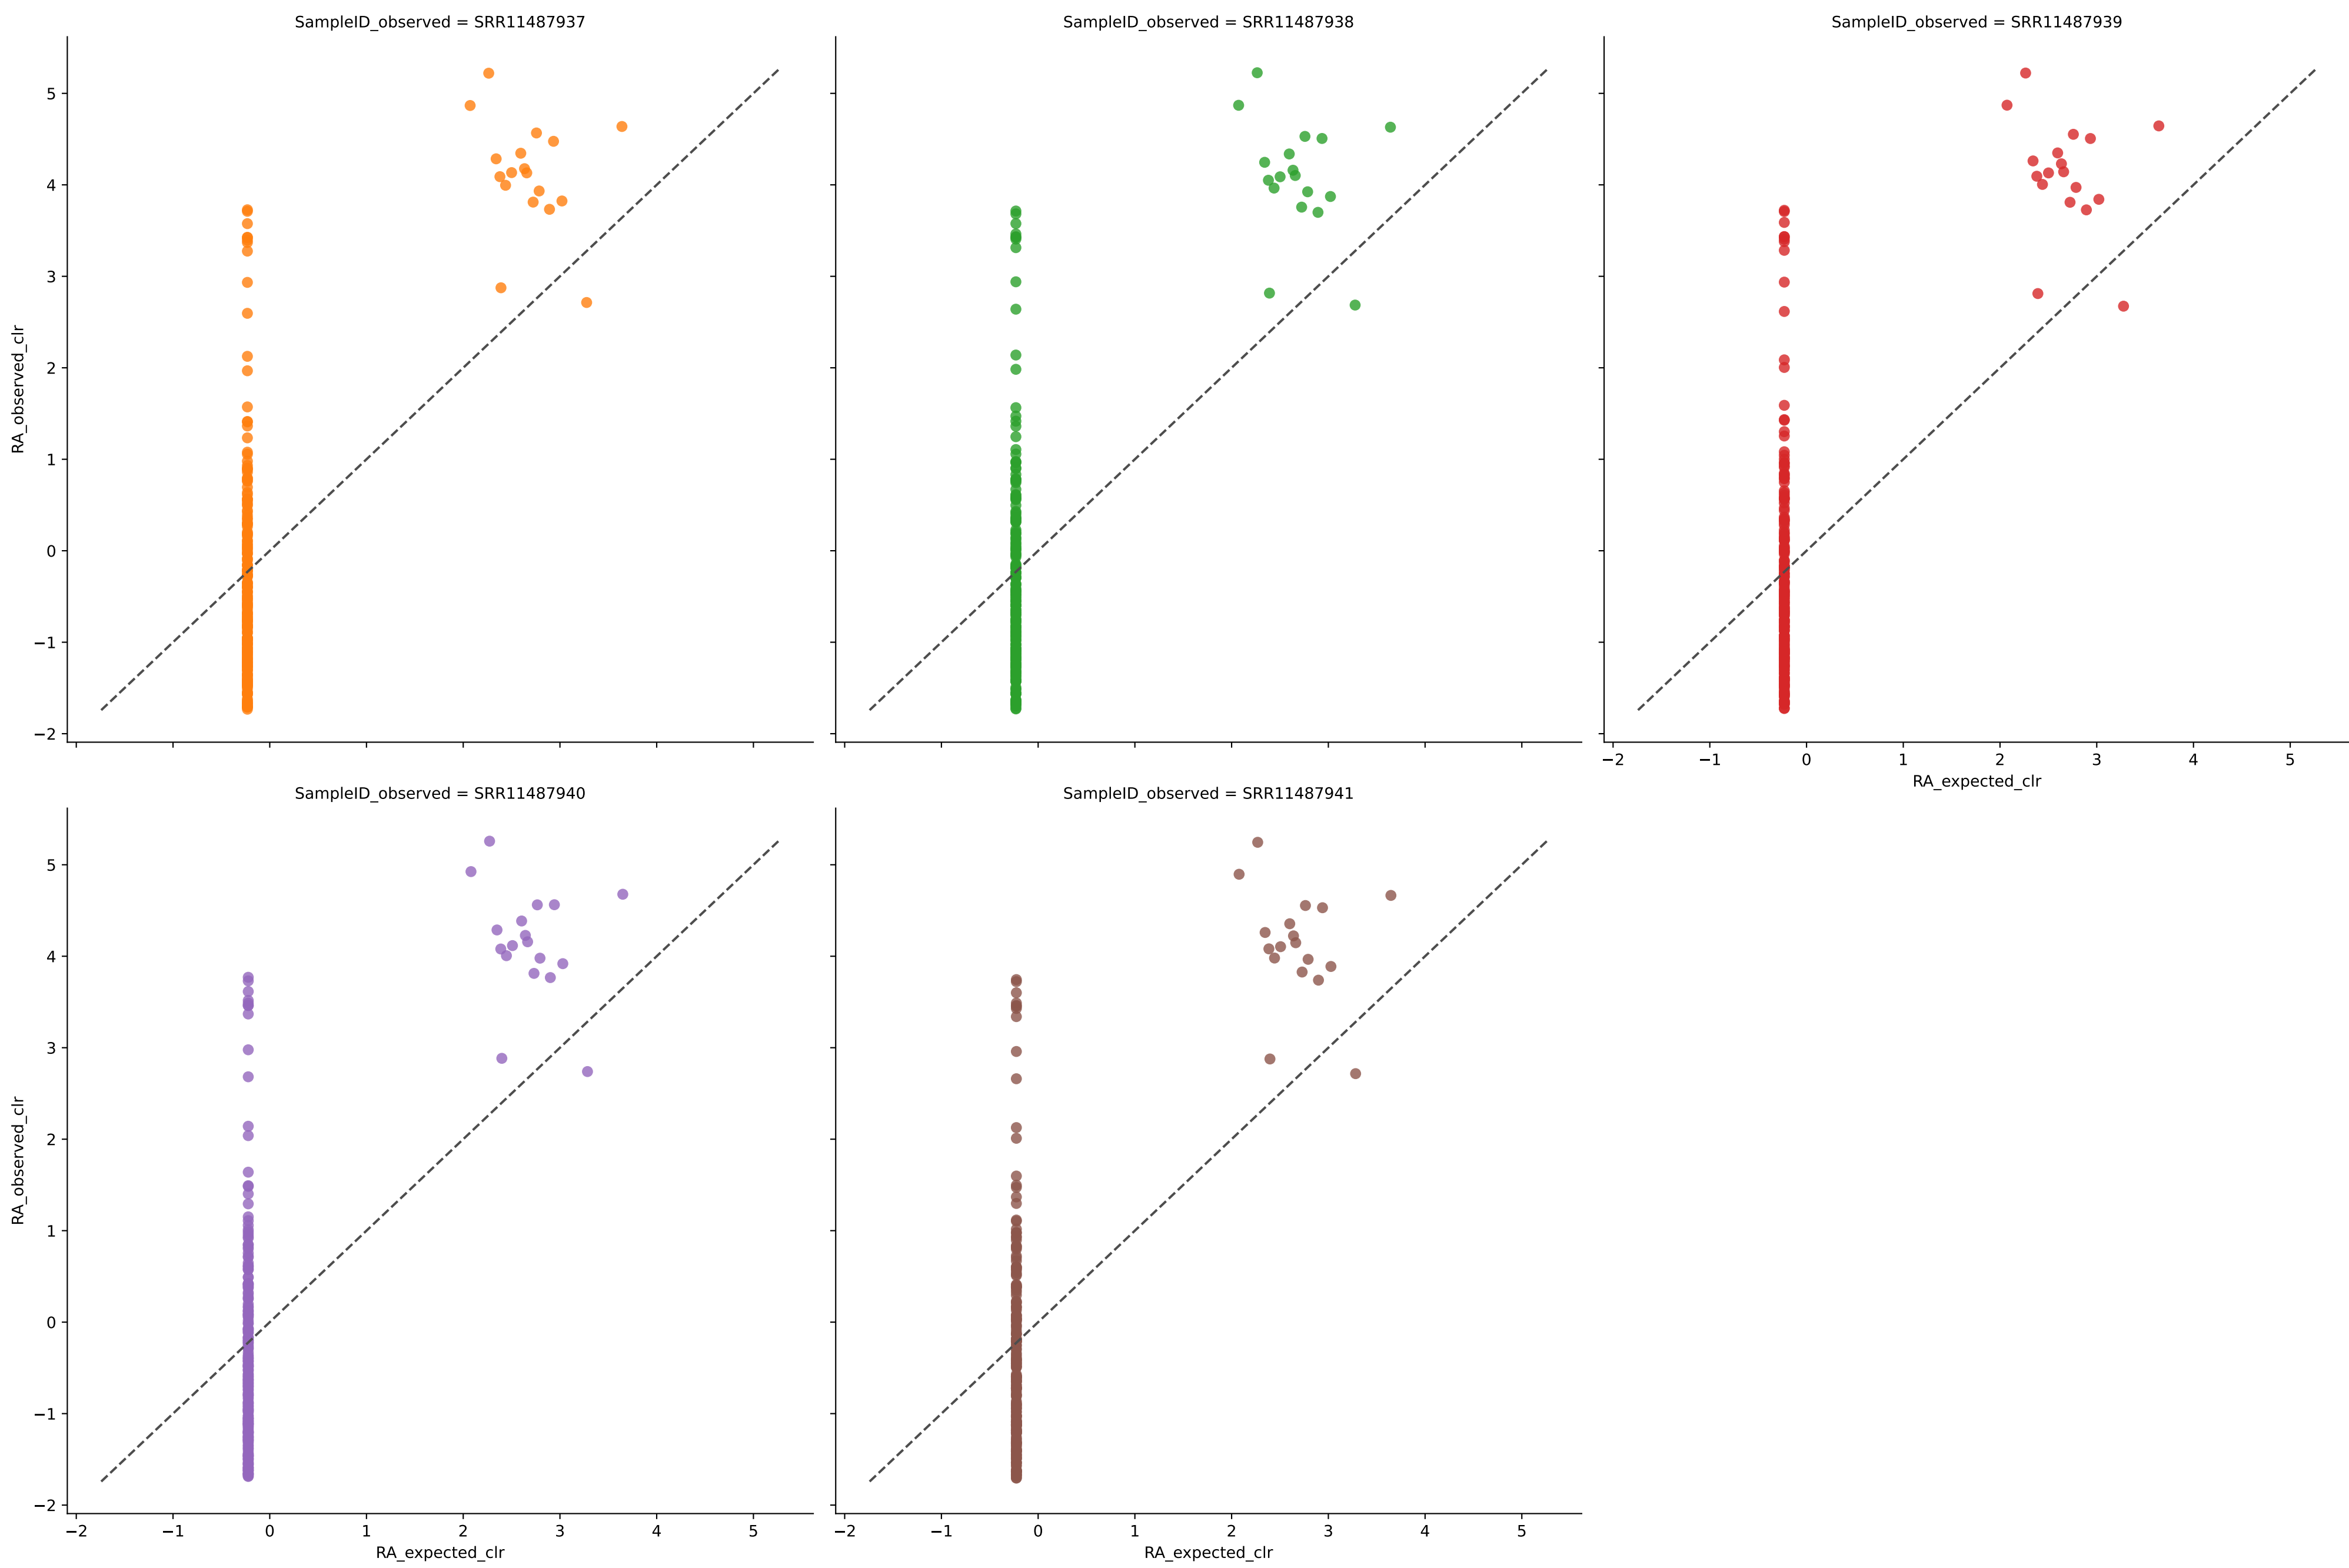 SampleID_observed = SRR11487937
SampleID_observed = SRR11487938
SampleID_observed = SRR11487939
RA_observed_clr
5
4
3
2
1
0
−1
−2
−2 −1 0 1 2 3 4 5
RA_expected_clr
SampleID_observed = SRR11487940
SampleID_observed = SRR11487941
RA_observed_clr
5
4
3
2
1
0
−1
−2
−2 −1 0 1 2 3 4 5
RA_expected_clr
−2 −1 0 1 2 3 4 5
RA_expected_clr